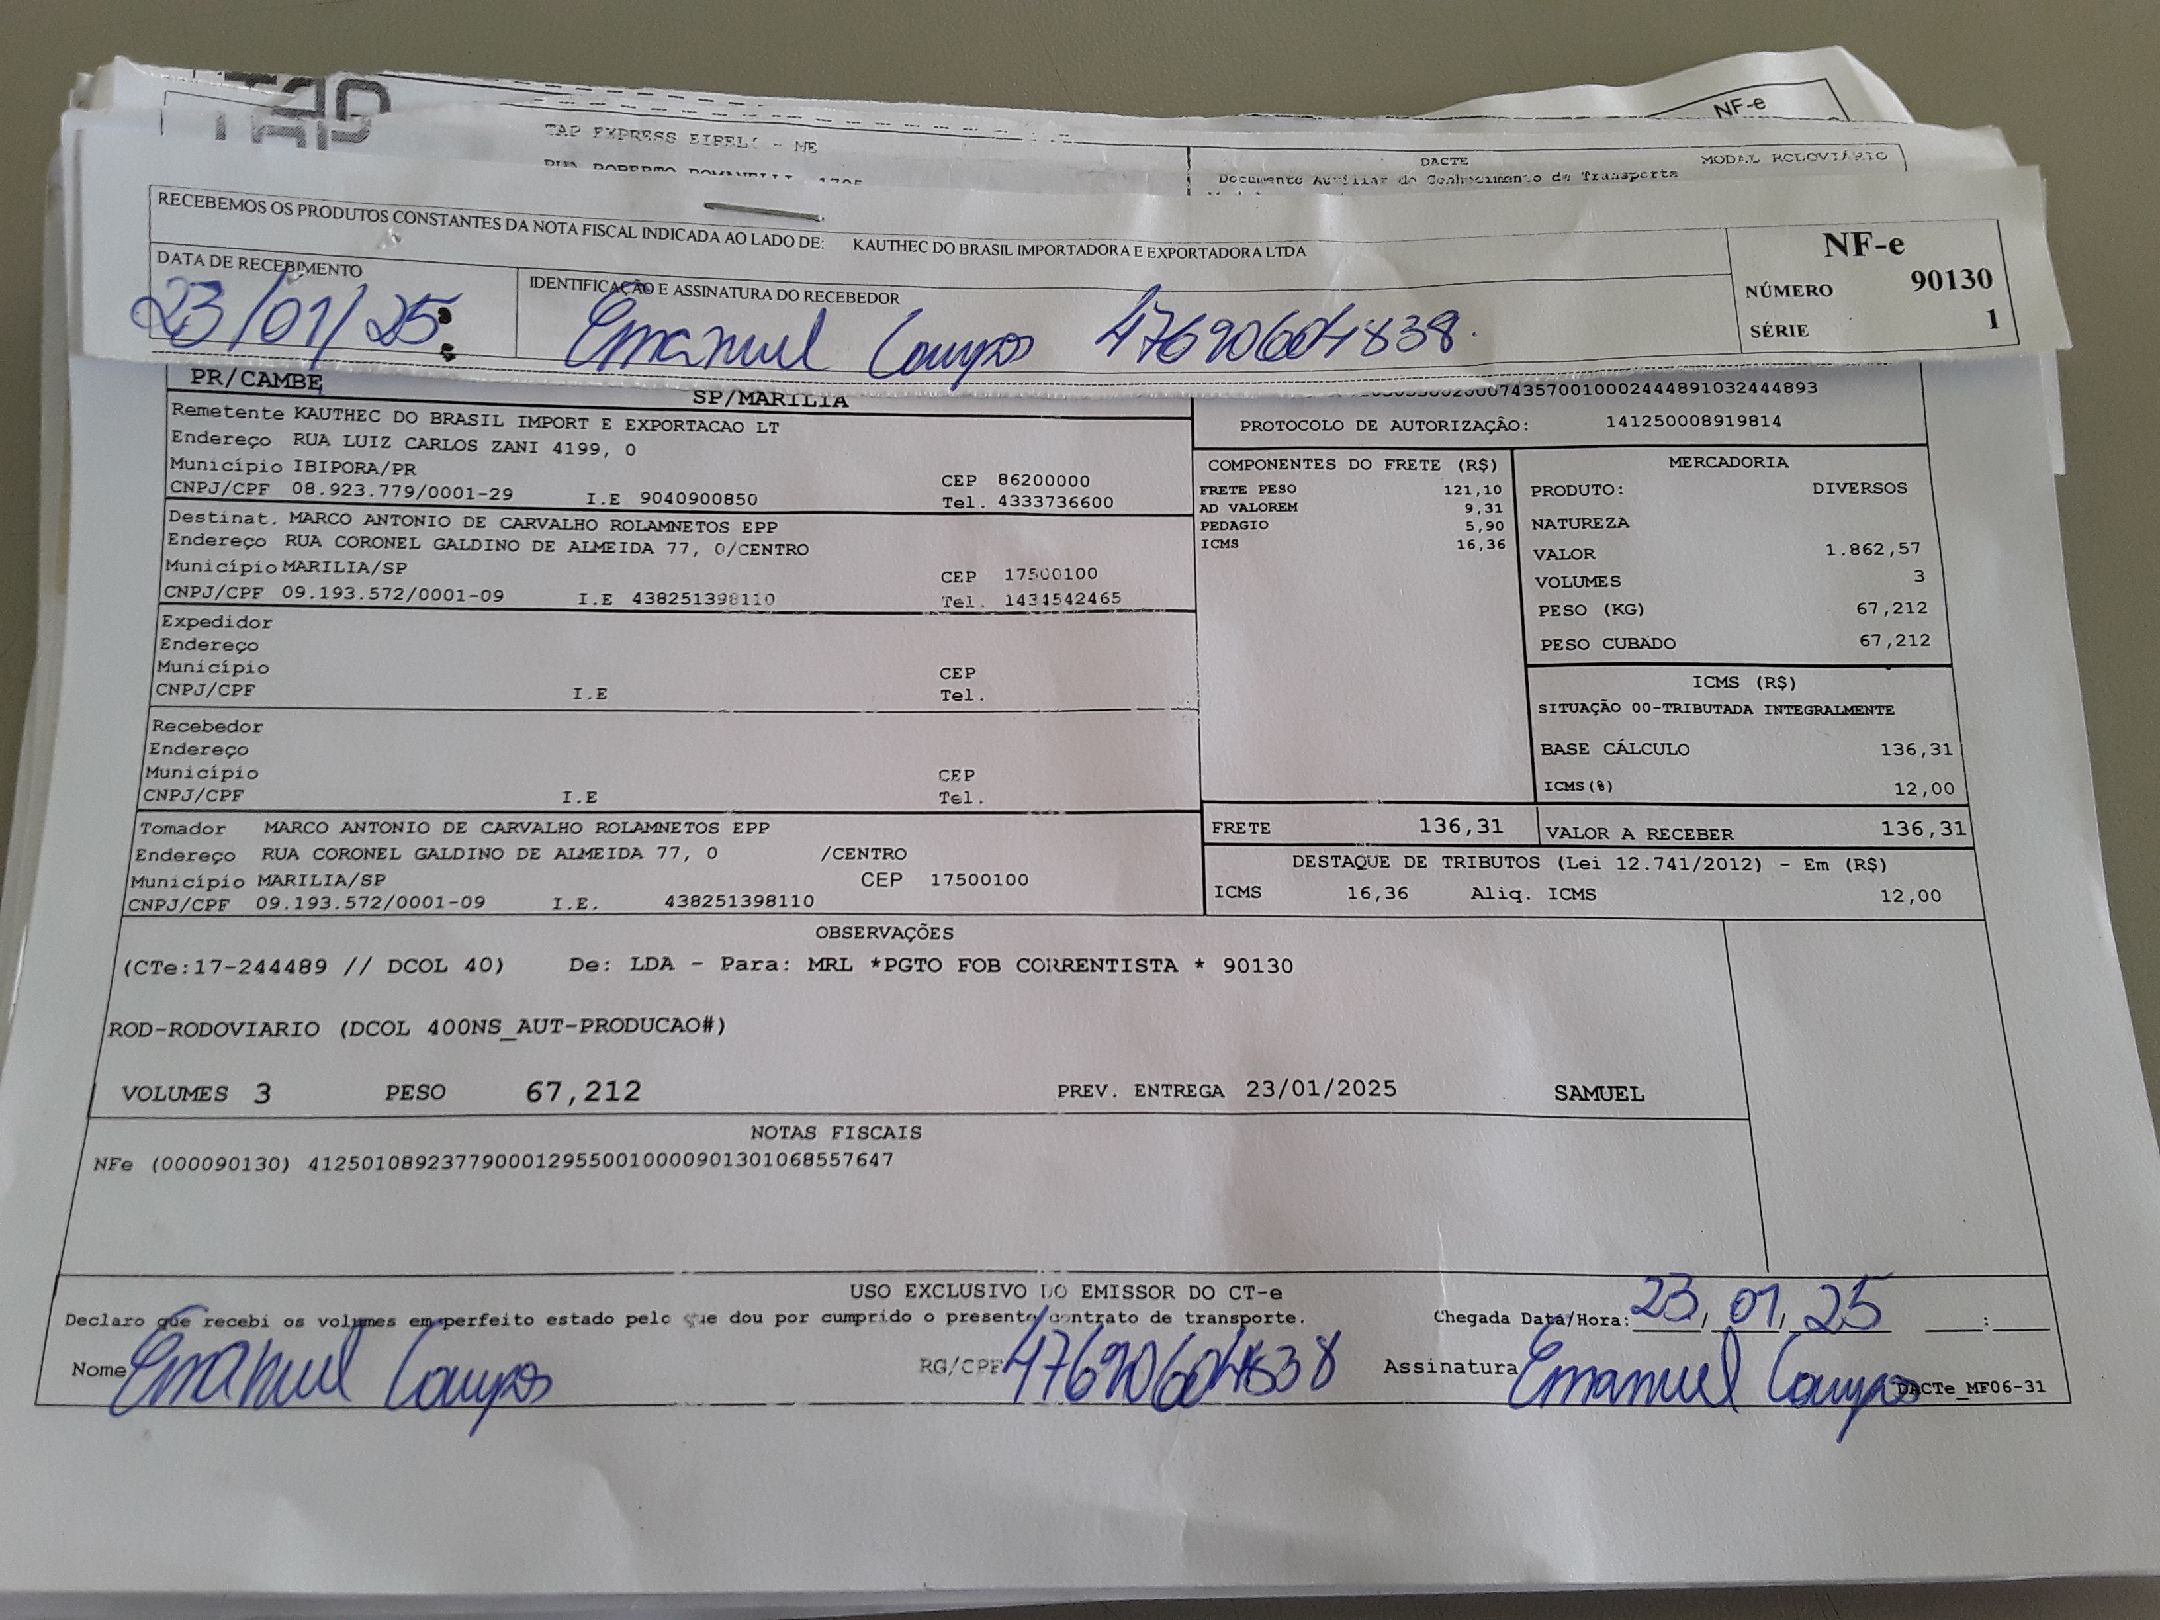 NF-e
TAP
TAP EXPRESS EIRELI - ME
DACTE
MODAL RODOVIÁRIO
Documento Auxiliar do Conhecimento de Transporte
RECEBEMOS OS PRODUTOS CONSTANTES DA NOTA FISCAL INDICADA AO LADO DE: KAUTHEC DO BRASIL IMPORTADORA E EXPORTADORA LTDA
NF-e
NÚMERO 90130
SÉRIE 1
DATA DE RECEBIMENTO
23/01/25
IDENTIFICAÇÃO E ASSINATURA DO RECEBEDOR
Emanuel Campos 47690604838.
PR/CAMBE
SP/MARILIA
Remetente KAUTHEC DO BRASIL IMPORT E EXPORTACAO LT
Endereço RUA LUIZ CARLOS ZANI 4199, 0
Município IBIPORA/PR CEP 86200000
CNPJ/CPF 08.923.779/0001-29 I.E 9040900850 Tel. 4333736600
Destinat. MARCO ANTONIO DE CARVALHO ROLAMNETOS EPP
Endereço RUA CORONEL GALDINO DE ALMEIDA 77, 0/CENTRO
Município MARILIA/SP CEP 17500100
CNPJ/CPF 09.193.572/0001-09 I.E 438251398110 Tel. 1434542465
Expedidor
Endereço
Município CEP
CNPJ/CPF I.E Tel.
Recebedor
Endereço
Município CEP
CNPJ/CPF I.E Tel.
Tomador MARCO ANTONIO DE CARVALHO ROLAMNETOS EPP
Endereço RUA CORONEL GALDINO DE ALMEIDA 77, 0 /CENTRO
Município MARILIA/SP CEP 17500100
CNPJ/CPF 09.193.572/0001-09 I.E. 438251398110
PROTOCOLO DE AUTORIZAÇÃO: 141250008919814
COMPONENTES DO FRETE (R$)
FRETE PESO 121,10
AD VALOREM 9,31
PEDAGIO 5,90
ICMS 16,36
MERCADORIA
PRODUTO: DIVERSOS
NATUREZA
VALOR 1.862,57
VOLUMES 3
PESO (KG) 67,212
PESO CUBADO 67,212
ICMS (R$)
SITUAÇÃO 00-TRIBUTADA INTEGRALMENTE
BASE CÁLCULO 136,31
ICMS(%) 12,00
FRETE 136,31 VALOR A RECEBER 136,31
DESTAQUE DE TRIBUTOS (Lei 12.741/2012) - Em (R$)
ICMS 16,36 Aliq. ICMS 12,00
OBSERVAÇÕES
(CTe:17-244489 // DCOL 40) De: LDA - Para: MRL *PGTO FOB CORRENTISTA * 90130
ROD-RODOVIARIO (DCOL 400NS_AUT-PRODUCAO#)
VOLUMES 3 PESO 67,212 PREV. ENTREGA 23/01/2025 SAMUEL
NOTAS FISCAIS
NFe (000090130) 41250108923779000129550010000901301068557647
USO EXCLUSIVO DO EMISSOR DO CT-e
Declaro que recebi os volumes em perfeito estado pelo que dou por cumprido o presente contrato de transporte. Chegada Data/Hora: 23/01/25 __:__
Nome Emanuel Campos RG/CPF 47690604838 Assinatura Emanuel Campos
DACTe_MF06-31